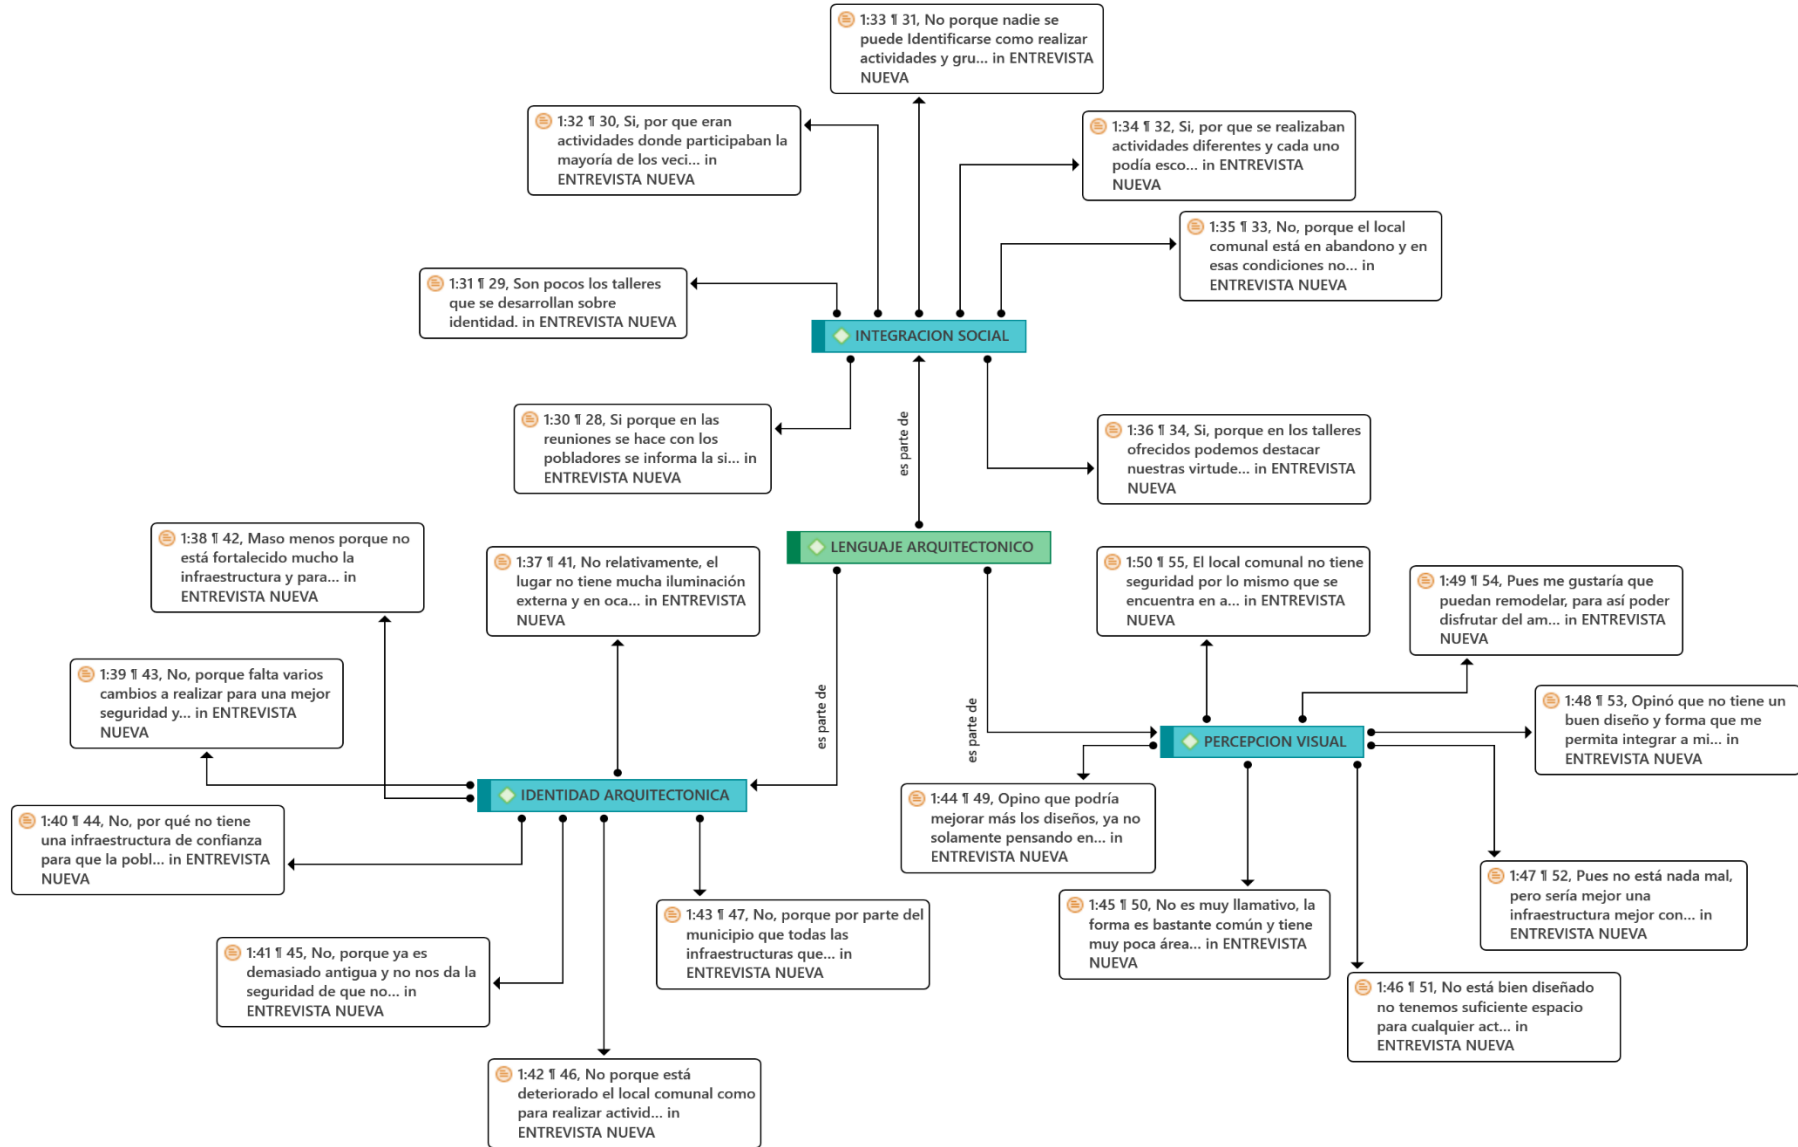 1:33 ¶ 31, No porque nadie se
puede Identificarse como realizar
actividades y gru... in ENTREVISTA
NUEVA
1:32 ¶ 30, Si, por que eran
actividades donde participaban la
mayoría de los veci... in
ENTREVISTA NUEVA
1:34 ¶ 32, Si, por que se realizaban
actividades diferentes y cada uno
podía esco... in ENTREVISTA
NUEVA
1:35 ¶ 33, No, porque el local
comunal está en abandono y en
esas condiciones no... in
ENTREVISTA NUEVA
1:31 ¶ 29, Son pocos los talleres
que se desarrollan sobre
identidad. in ENTREVISTA NUEVA
INTEGRACION SOCIAL
1:30 ¶ 28, Si porque en las
reuniones se hace con los
pobladores se informa la si... in
ENTREVISTA NUEVA
es parte de
1:36 ¶ 34, Si, porque en los talleres
ofrecidos podemos destacar
nuestras virtude... in ENTREVISTA
NUEVA
LENGUAJE ARQUITECTONICO
1:38 ¶ 42, Maso menos porque no
está fortalecido mucho la
infraestructura y para... in
ENTREVISTA NUEVA
1:37 ¶ 41, No relativamente, el
lugar no tiene mucha iluminación
externa y en oca... in ENTREVISTA
NUEVA
1:50 ¶ 55, El local comunal no tiene
seguridad por lo mismo que se
encuentra en a... in ENTREVISTA
NUEVA
1:49 ¶ 54, Pues me gustaría que
puedan remodelar, para así poder
disfrutar del am... in ENTREVISTA
NUEVA
1:39 ¶ 43, No, porque falta varios
cambios a realizar para una mejor
seguridad y... in ENTREVISTA
NUEVA
es parte de
es parte de
1:48 ¶ 53, Opinó que no tiene un
buen diseño y forma que me
permita integrar a mi... in
ENTREVISTA NUEVA
PERCEPCION VISUAL
IDENTIDAD ARQUITECTONICA
1:44 ¶ 49, Opino que podría
mejorar más los diseños, ya no
solamente pensando en... in
ENTREVISTA NUEVA
1:40 ¶ 44, No, por qué no tiene
una infraestructura de confianza
para que la pobl... in ENTREVISTA
NUEVA
1:47 ¶ 52, Pues no está nada mal,
pero sería mejor una
infraestructura mejor con... in
ENTREVISTA NUEVA
1:45 ¶ 50, No es muy llamativo, la
forma es bastante común y tiene
muy poca área... in ENTREVISTA
NUEVA
1:43 ¶ 47, No, porque por parte del
municipio que todas las
infraestructuras que... in
ENTREVISTA NUEVA
1:41 ¶ 45, No, porque ya es
demasiado antigua y no nos da la
seguridad de que no... in
ENTREVISTA NUEVA
1:46 ¶ 51, No está bien diseñado
no tenemos suficiente espacio
para cualquier act... in
ENTREVISTA NUEVA
1:42 ¶ 46, No porque está
deteriorado el local comunal como
para realizar activid... in
ENTREVISTA NUEVA